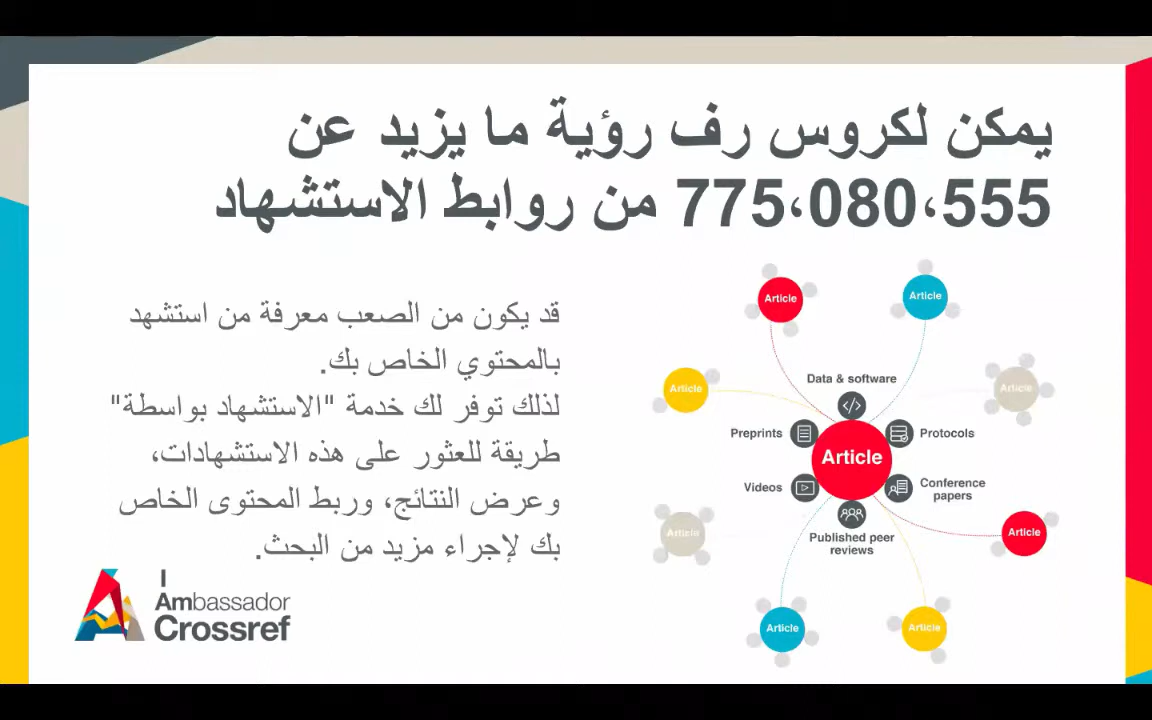 يمكن لكروس رف رؤية ما يزيد عن
775،080،555 من روابط الاستشهاد
قد يكون من الصعب معرفة من استشهد
بالمحتوي الخاص بك.
لذلك توفر لك خدمة "الاستشهاد بواسطة"
طريقة للعثور على هذه الاستشهادات،
وعرض النتائج، وربط المحتوى الخاص
بك لإجراء مزيد من البحث.
Article
Article
Article
Article
Data & software
Preprints
Protocols
Article
Videos
Conference
papers
Published peer
reviews
Article
Article
Article
Article
I
Ambassador
Crossref